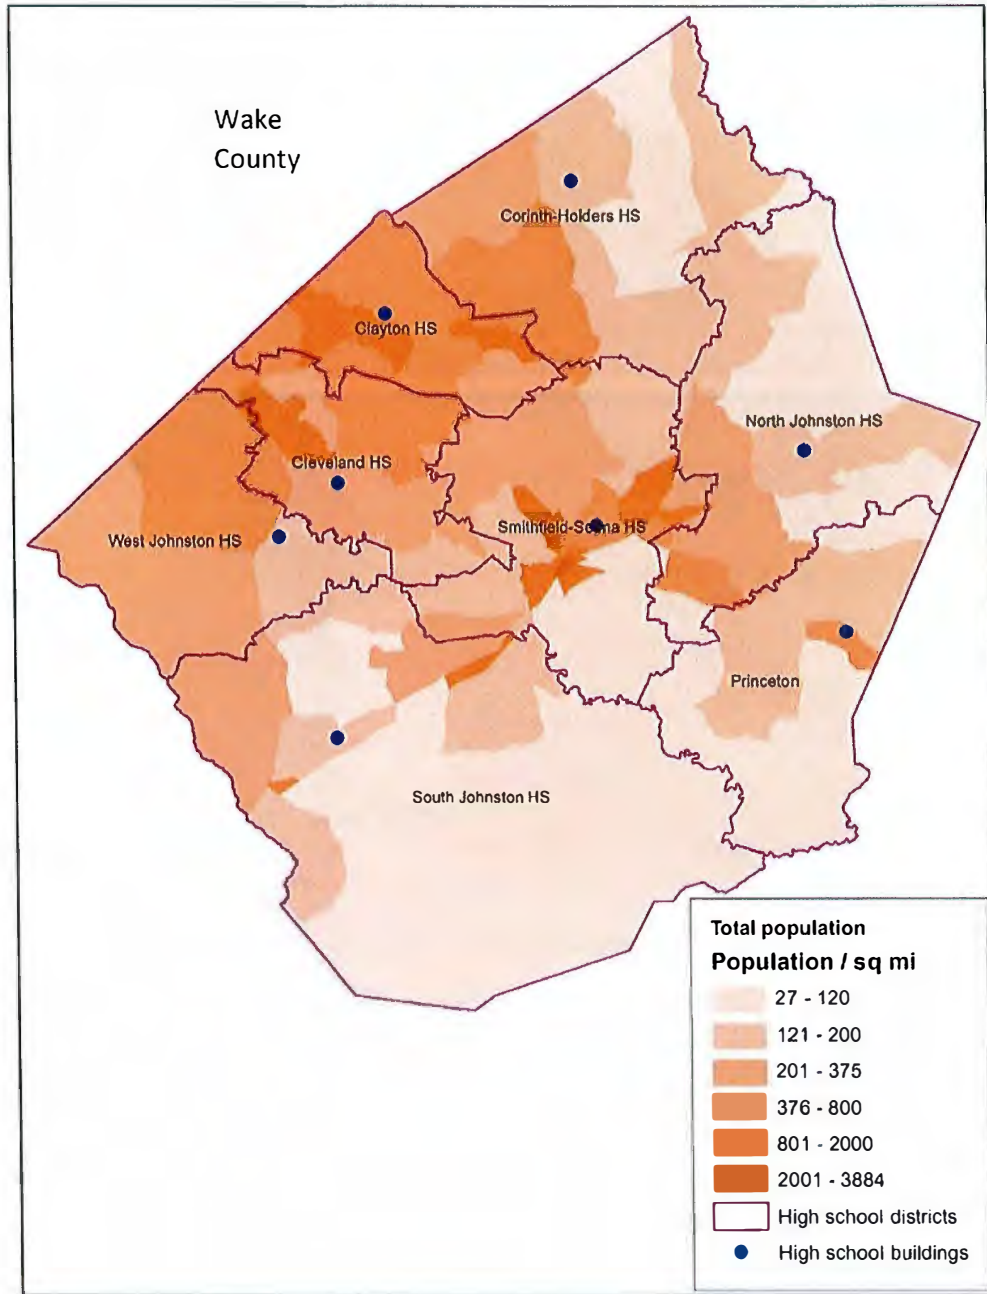 Wake
County
Corinth-Holders HS
Clayton HS
North Johnston HS
Cleveland HS
Smithfield-Selma HS
West Johnston HS
Princeton
South Johnston HS
Total population
Population / sq mi
27 - 120
121 - 200
201 - 375
376 - 800
801 - 2000
2001 - 3884
High school districts
High school buildings